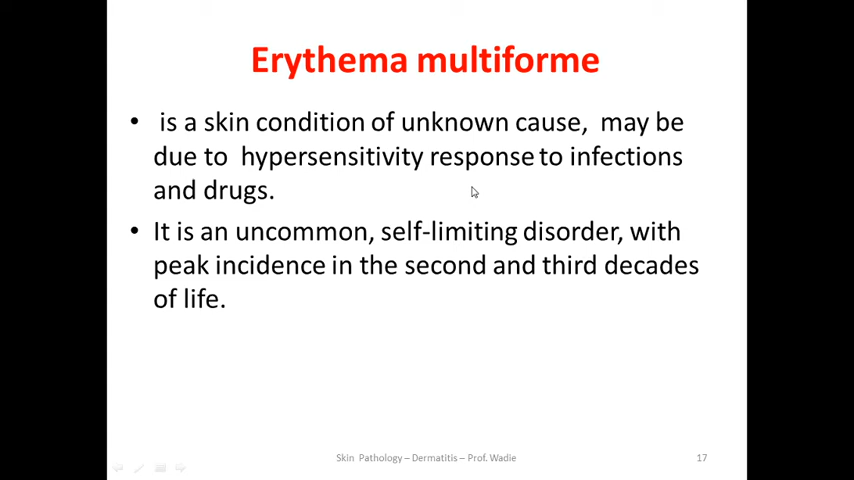 Erythema multiforme
• is a skin condition of unknown cause, may be
due to hypersensitivity response to infections
and drugs.
• It is an uncommon, self-limiting disorder, with
peak incidence in the second and third decades
of life.
Skin Pathology – Dermatitis – Prof. Wadie
17